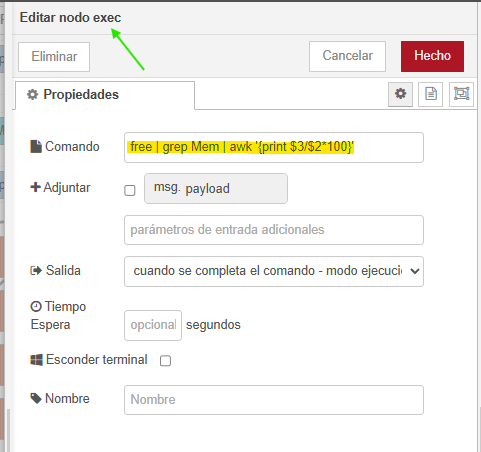 Editar nodo exec
Eliminar
Cancelar
Hecho
Propiedades
Comando
free | grep Mem | awk '{print $3/$2*100}'
Adjuntar
msg. payload
parámetros de entrada adicionales
Salida
cuando se completa el comando - modo ejecuci
Tiempo
Espera
opcional
segundos
Esconder terminal
Nombre
Nombre